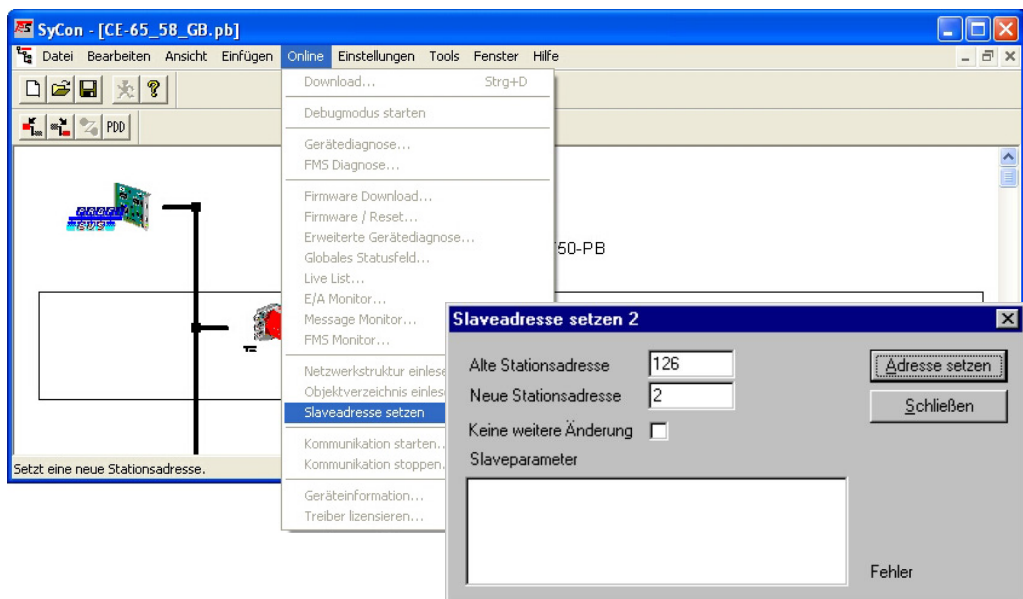 SyCon - [CE-65_58_GB.pb]
Datei Bearbeiten Ansicht Einfügen Online Einstellungen Tools Fenster Hilfe
PDD
Download... Strg+D
Debugmodus starten
Gerätediagnose...
FMS Diagnose...
Firmware Download...
Firmware / Reset...
Erweiterte Gerätediagnose...
Globales Statusfeld...
Live List...
E/A Monitor...
Message Monitor...
FMS Monitor...
Netzwerkstruktur einlese
Objektverzeichnis einles
Slaveadresse setzen
Kommunikation starten..
Kommunikation stoppen.
Geräteinformation...
Treiber lizensieren...
PROFI
BUS
50-PB
Setzt eine neue Stationsadresse.
Slaveadresse setzen 2
Alte Stationsadresse 126
Adresse setzen
Neue Stationsadresse 2
Schließen
Keine weitere Änderung
Slaveparameter
Fehler